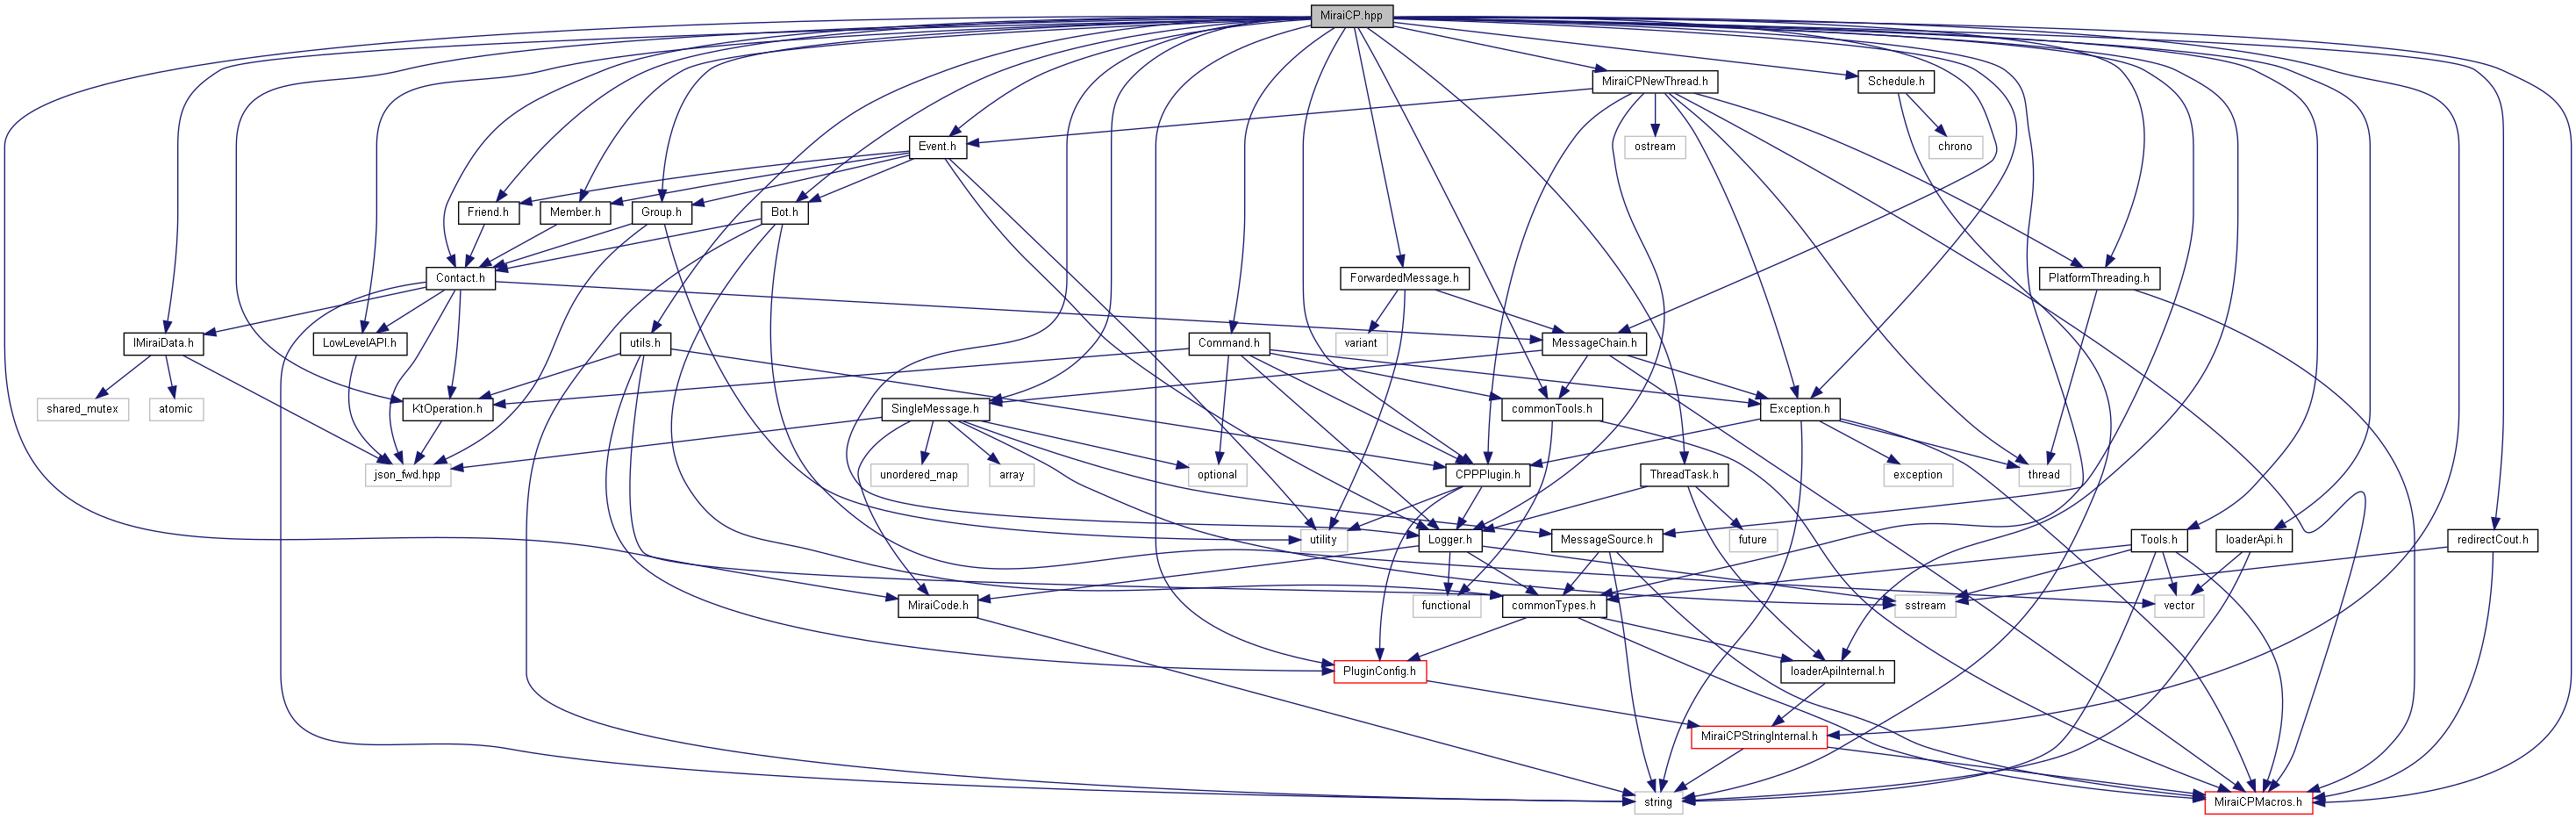 MiraiCP.hpp
MiraiCPNewThread.h
Schedule.h
Event.h
ostream
chrono
Friend.h
Member.h
Group.h
Bot.h
Contact.h
ForwardedMessage.h
PlatformThreading.h
IMiraiData.h
LowLevelAPI.h
utils.h
Command.h
variant
MessageChain.h
shared_mutex
atomic
KtOperation.h
SingleMessage.h
commonTools.h
Exception.h
json_fwd.hpp
unordered_map
array
optional
CPPPlugin.h
ThreadTask.h
exception
thread
utility
Logger.h
MessageSource.h
future
Tools.h
loaderApi.h
redirectCout.h
MiraiCode.h
functional
commonTypes.h
sstream
vector
PluginConfig.h
loaderApiInternal.h
MiraiCPStringInternal.h
string
MiraiCPMacros.h